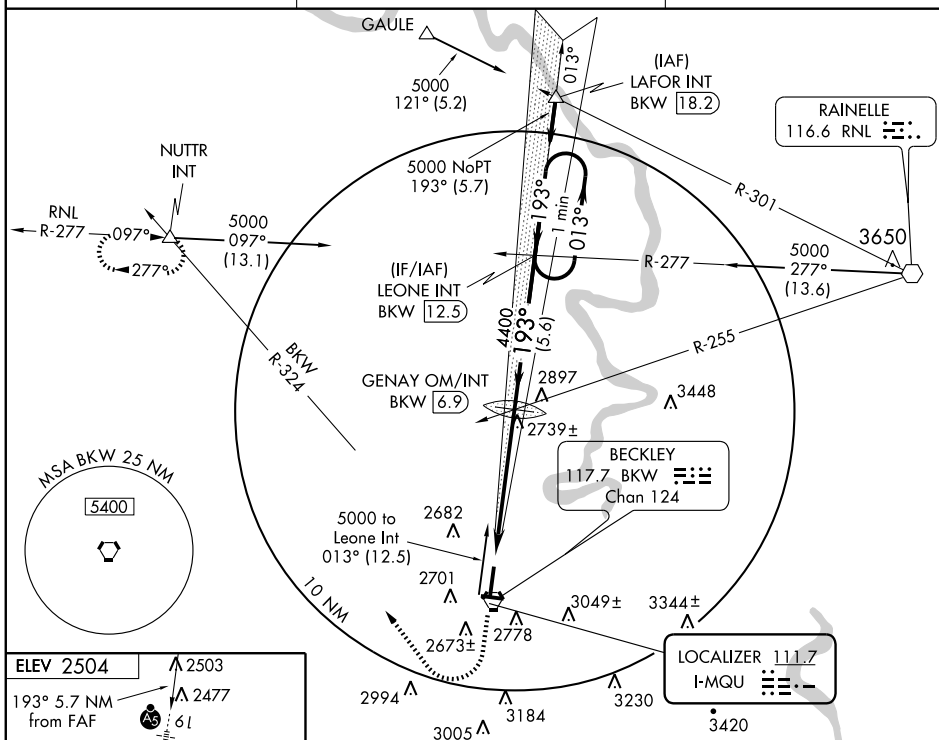 GAULE
5000
121° (5.2)
013°
(IAF)
LAFOR INT
BKW 18.2
RAINELLE
116.6 RNL
NUTTR
INT
5000 NoPT
193° (5.7)
R-301
RNL
R-277
097°
277°
5000
097°
(13.1)
193°
1 min
013°
3650
R-277
5000
277°
(13.6)
(IF/IAF)
LEONE INT
BKW 12.5
4400
193°
(5.6)
R-255
BKW
R-324
GENAY OM/INT
BKW 6.9
2897
3448
2739±
MSA BKW 25 NM
5400
BECKLEY
117.7 BKW
Chan 124
5000 to
Leone Int
013° (12.5)
2682
2701
10 NM
2673±
2778
3049±
3344±
LOCALIZER 111.7
I-MQU
2994
3184
3230
3005
3420
ELEV 2504
2503
193° 5.7 NM
from FAF
2477
A5
6L